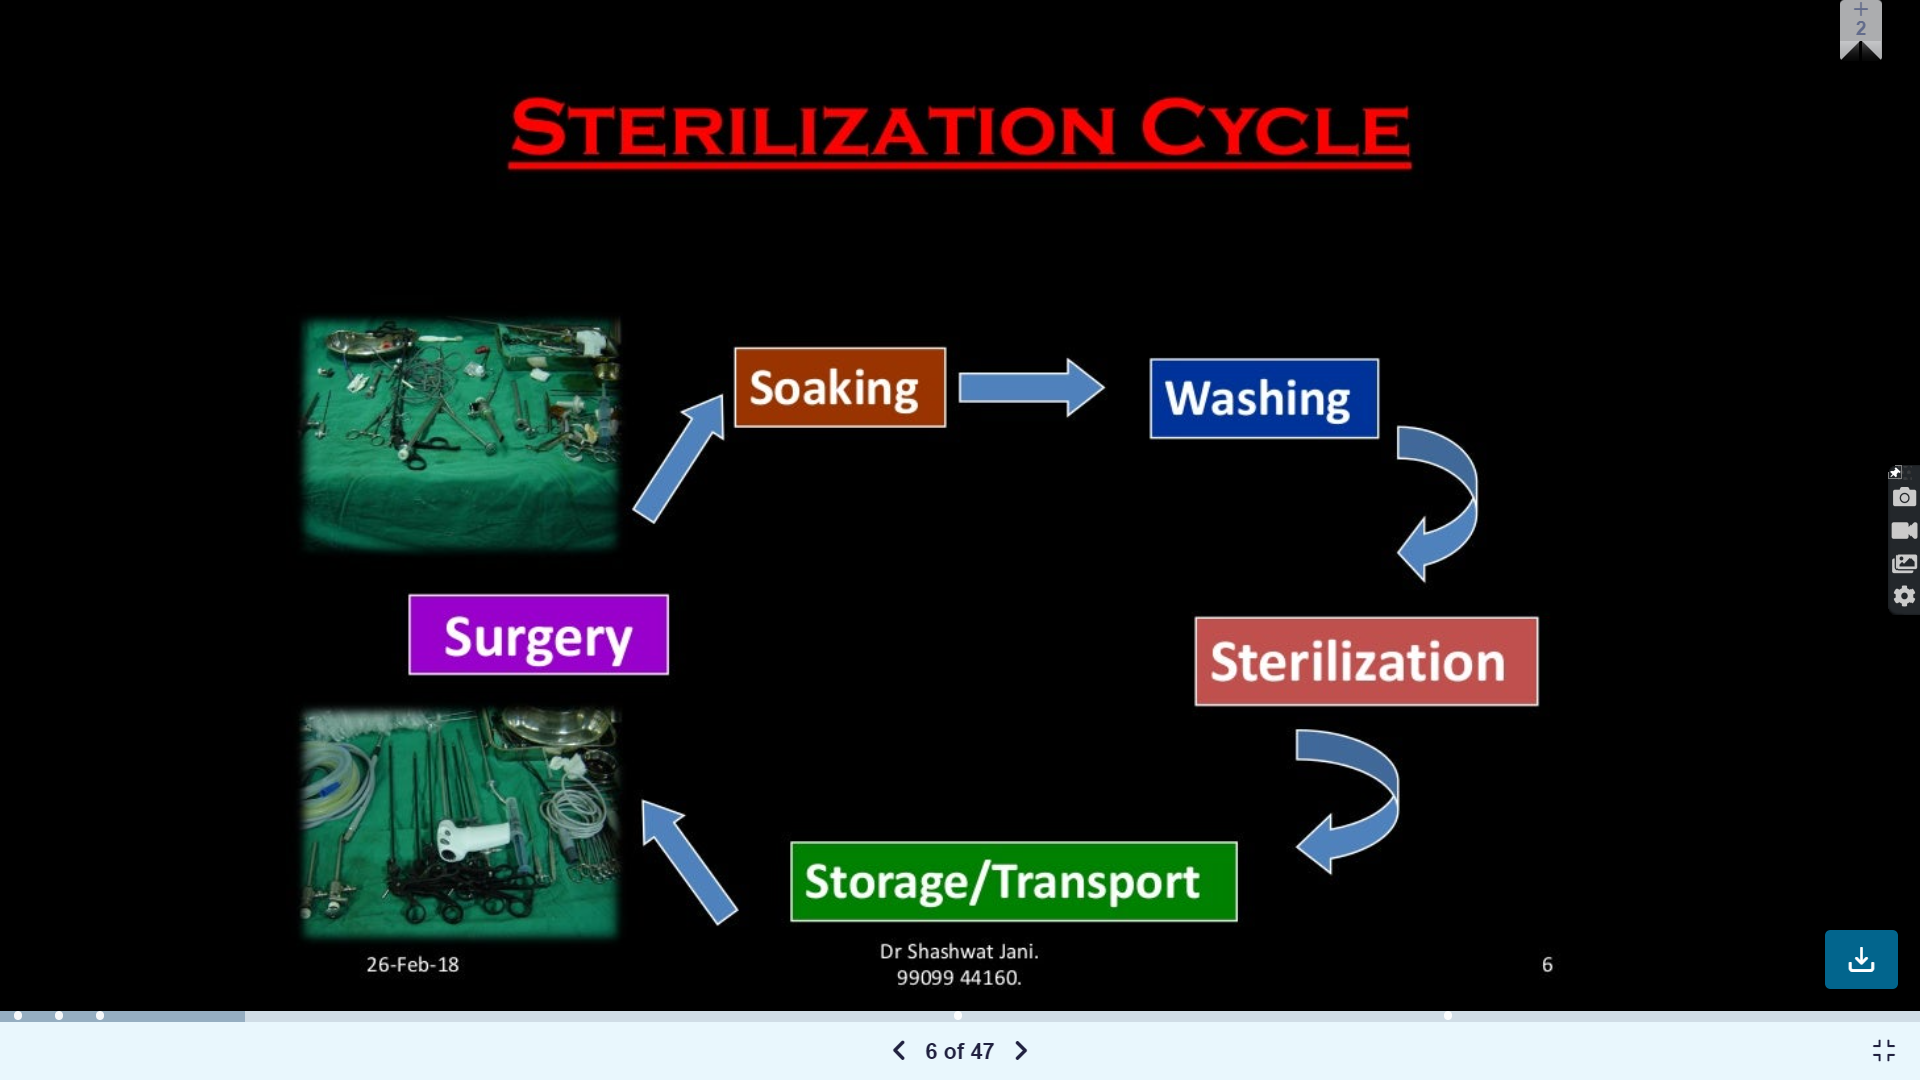 +
2
STERILIZATION CYCLE
Soaking
Washing
Surgery
Sterilization
Storage/Transport
26-Feb-18
Dr Shashwat Jani.
99099 44160.
6
6 of 47